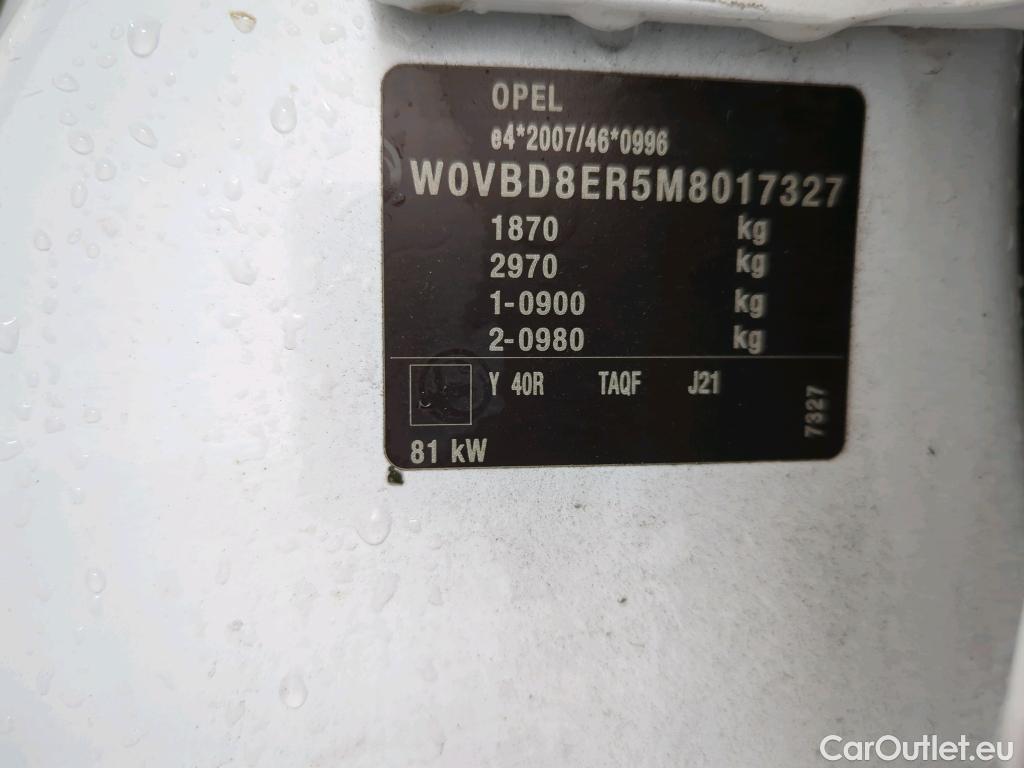 OPEL
e4*2007/46*0996
W0VBD8ER5M8017327
1870 kg
2970 kg
1-0900 kg
2-0980 kg
Y 40R TAQF J21
7327
81 kW
CarOutlet.eu